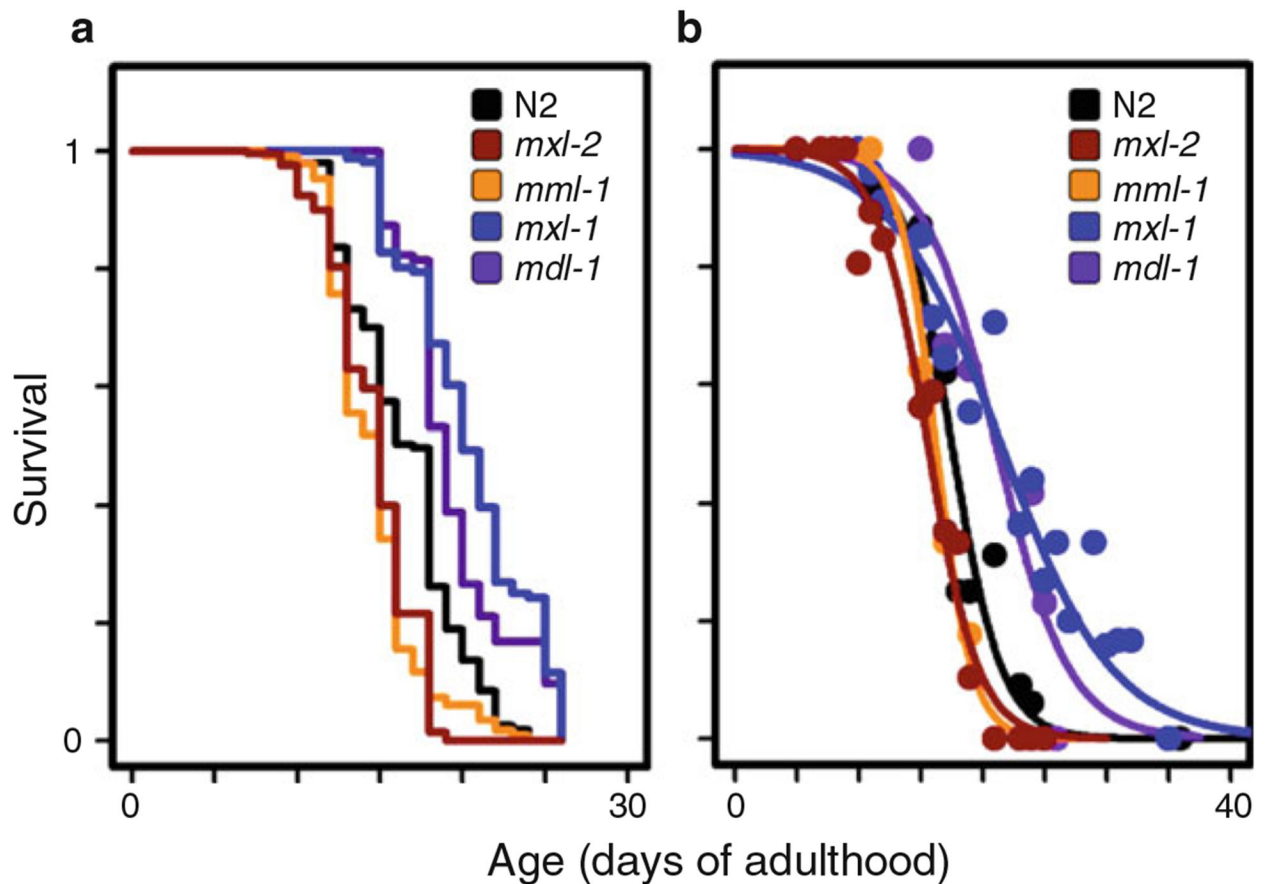 a
N2
mxl-2
mml-1
mxl-1
mdl-1
1
0
0 30
Survival
b
N2
mxl-2
mml-1
mxl-1
mdl-1
0 40
Age (days of adulthood)